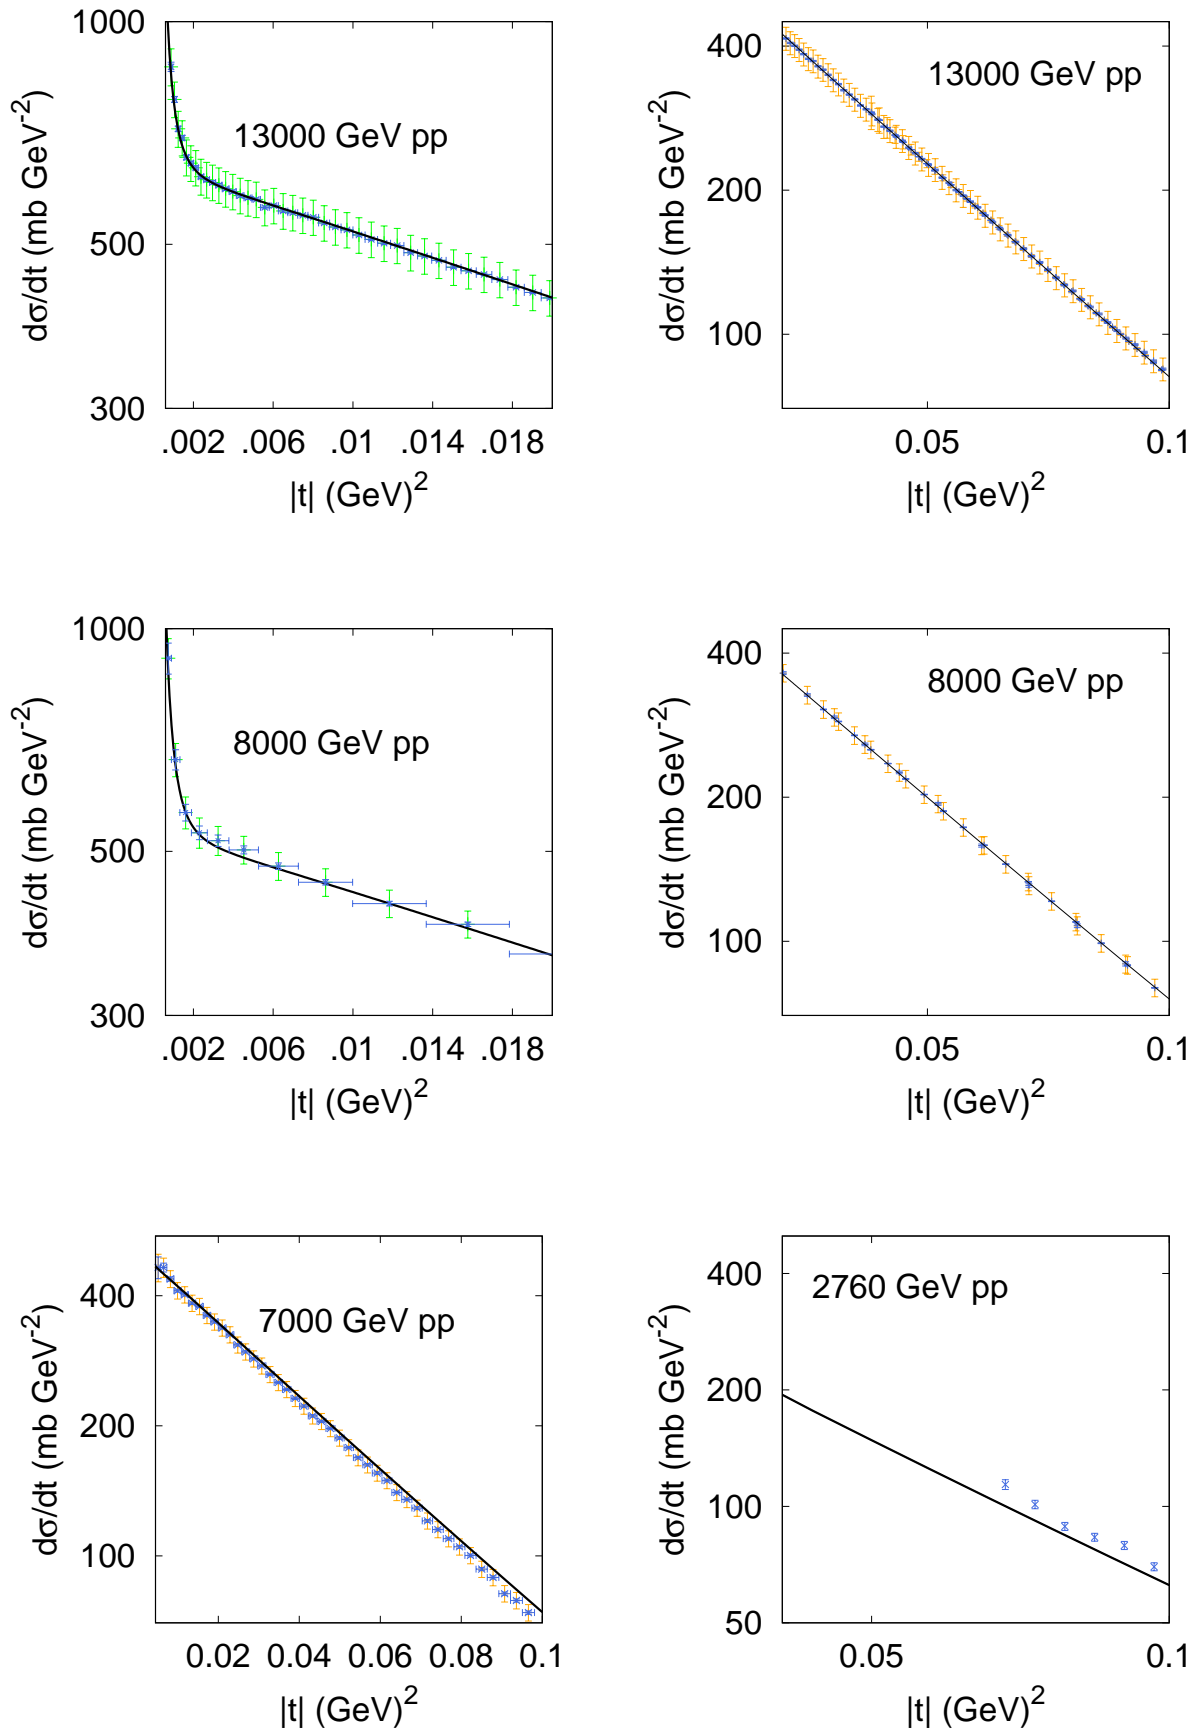 1000
500
300
dσ/dt (mb GeV⁻²)
13000 GeV pp
.002 .006 .01 .014 .018
|t| (GeV)²
400
200
100
dσ/dt (mb GeV⁻²)
13000 GeV pp
0.05 0.1
|t| (GeV)²
1000
500
300
dσ/dt (mb GeV⁻²)
8000 GeV pp
.002 .006 .01 .014 .018
|t| (GeV)²
400
200
100
dσ/dt (mb GeV⁻²)
8000 GeV pp
0.05 0.1
|t| (GeV)²
400
200
100
dσ/dt (mb GeV⁻²)
7000 GeV pp
0.02 0.04 0.06 0.08 0.1
|t| (GeV)²
400
200
100
50
dσ/dt (mb GeV⁻²)
2760 GeV pp
0.05 0.1
|t| (GeV)²